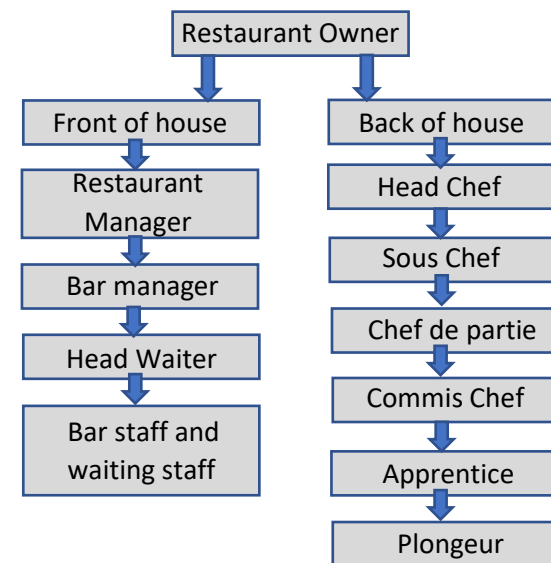 Restaurant Owner
Front of house
Restaurant
Manager
Bar manager
Head Waiter
Bar staff and
waiting staff
Back of house
Head Chef
Sous Chef
Chef de partie
Commis Chef
Apprentice
Plongeur